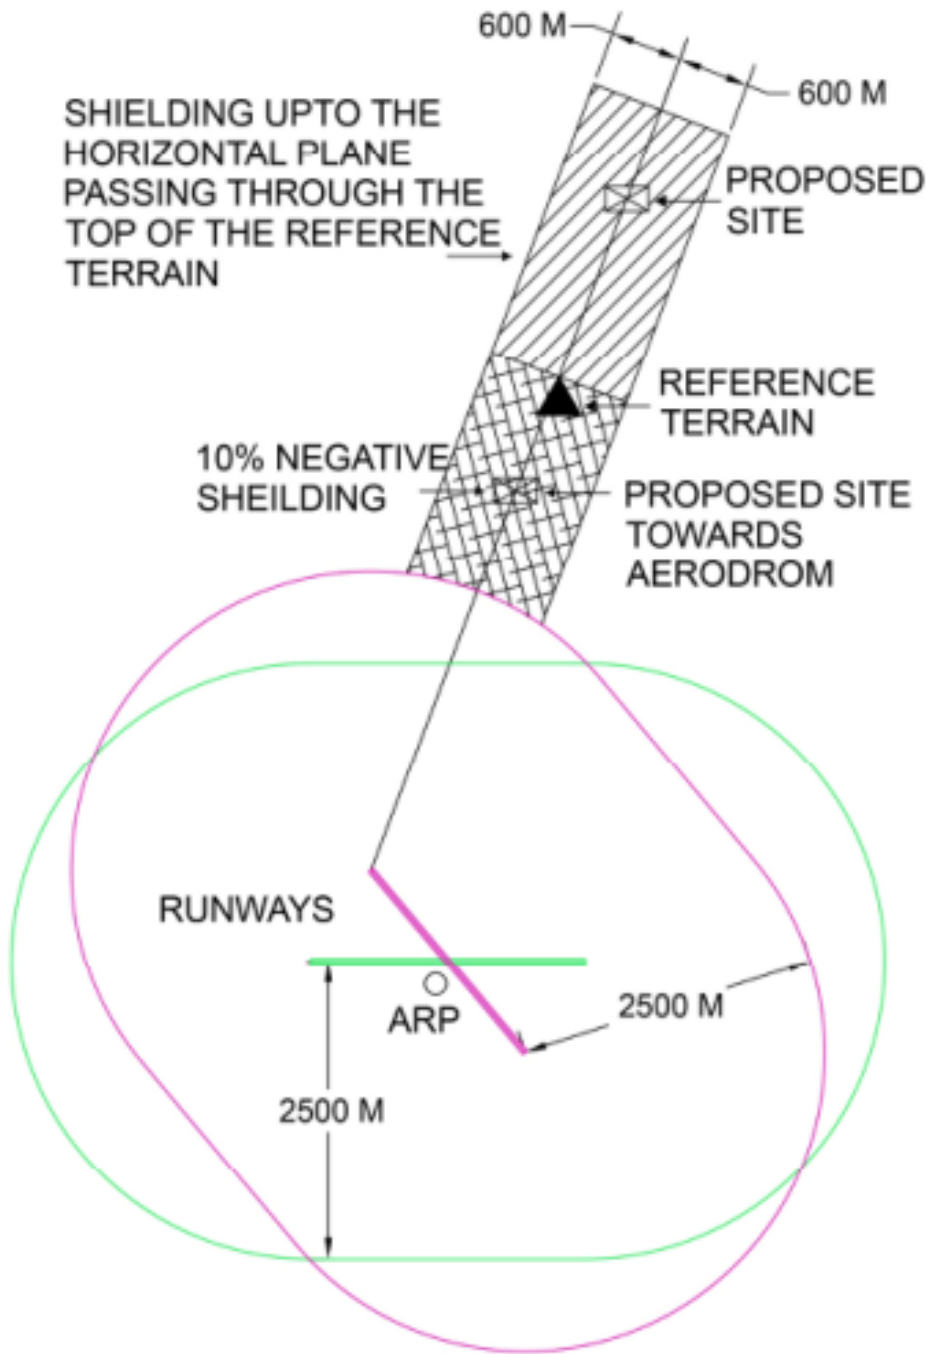 600 M
600 M
SHIELDING UPTO THE
HORIZONTAL PLANE
PASSING THROUGH THE
TOP OF THE REFERENCE
TERRAIN
PROPOSED
SITE
REFERENCE
TERRAIN
10% NEGATIVE
SHEILDING
PROPOSED SITE
TOWARDS
AERODROM
RUNWAYS
ARP
2500 M
2500 M